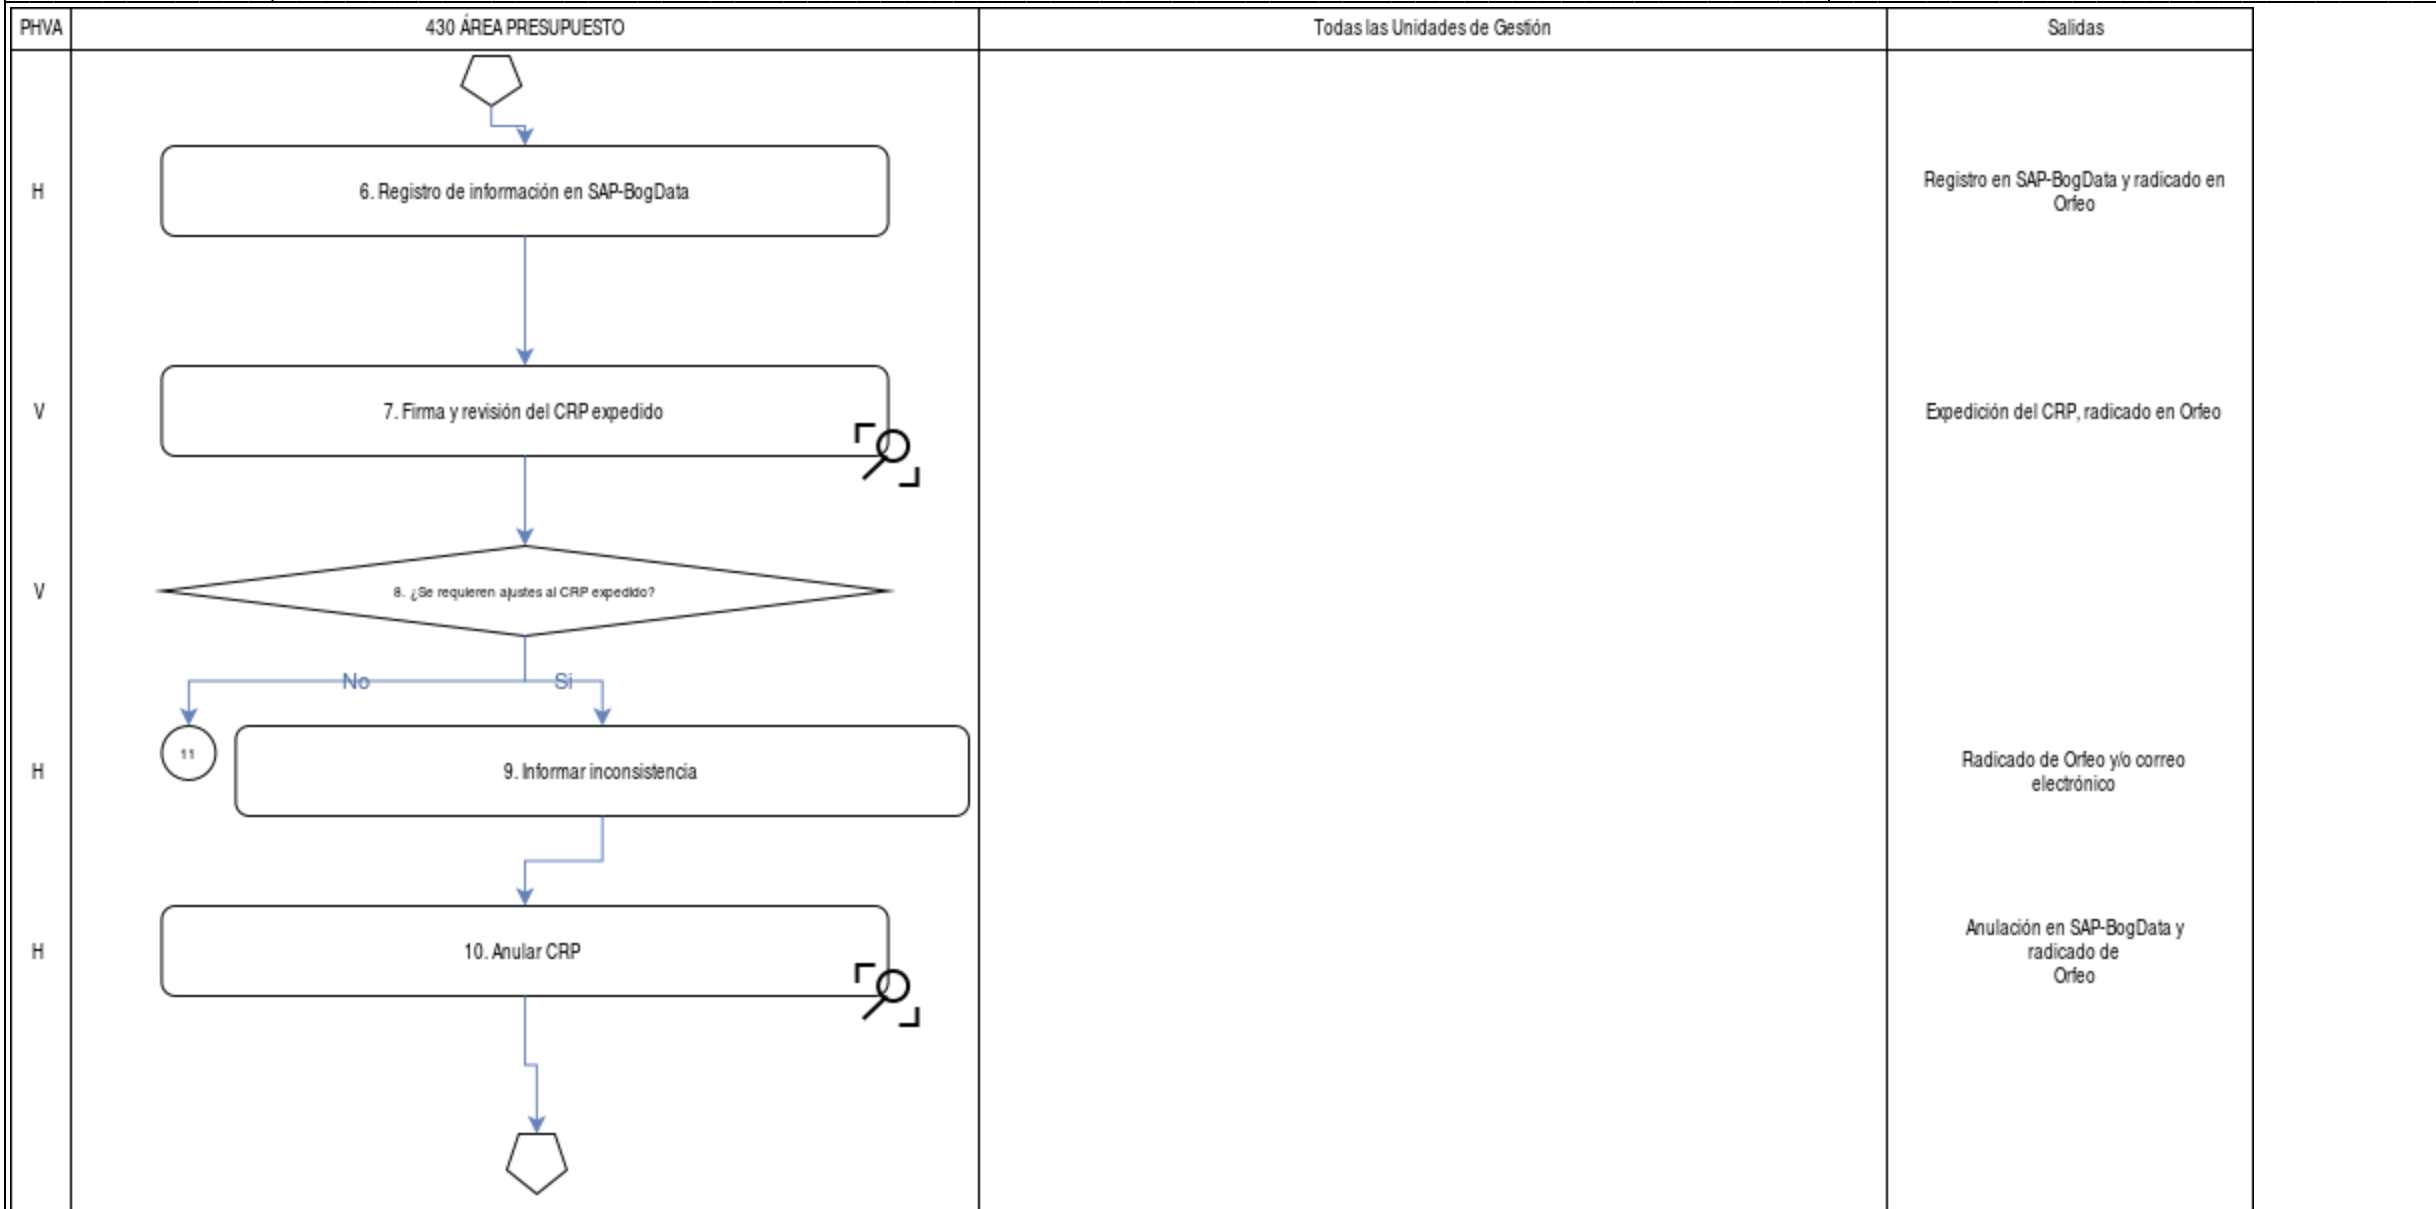 PHVA
430 ÁREA PRESUPUESTO
Todas las Unidades de Gestión
Salidas
H
6. Registro de información en SAP-BogData
Registro en SAP-BogData y radicado en
Orfeo
V
7. Firma y revisión del CRP expedido
Expedición del CRP, radicado en Orfeo
V
8. ¿Se requieren ajustes al CRP expedido?
No
Si
11
H
9. Informar inconsistencia
Radicado de Orfeo y/o correo
electrónico
H
10. Anular CRP
Anulación en SAP-BogData y
radicado de
Orfeo